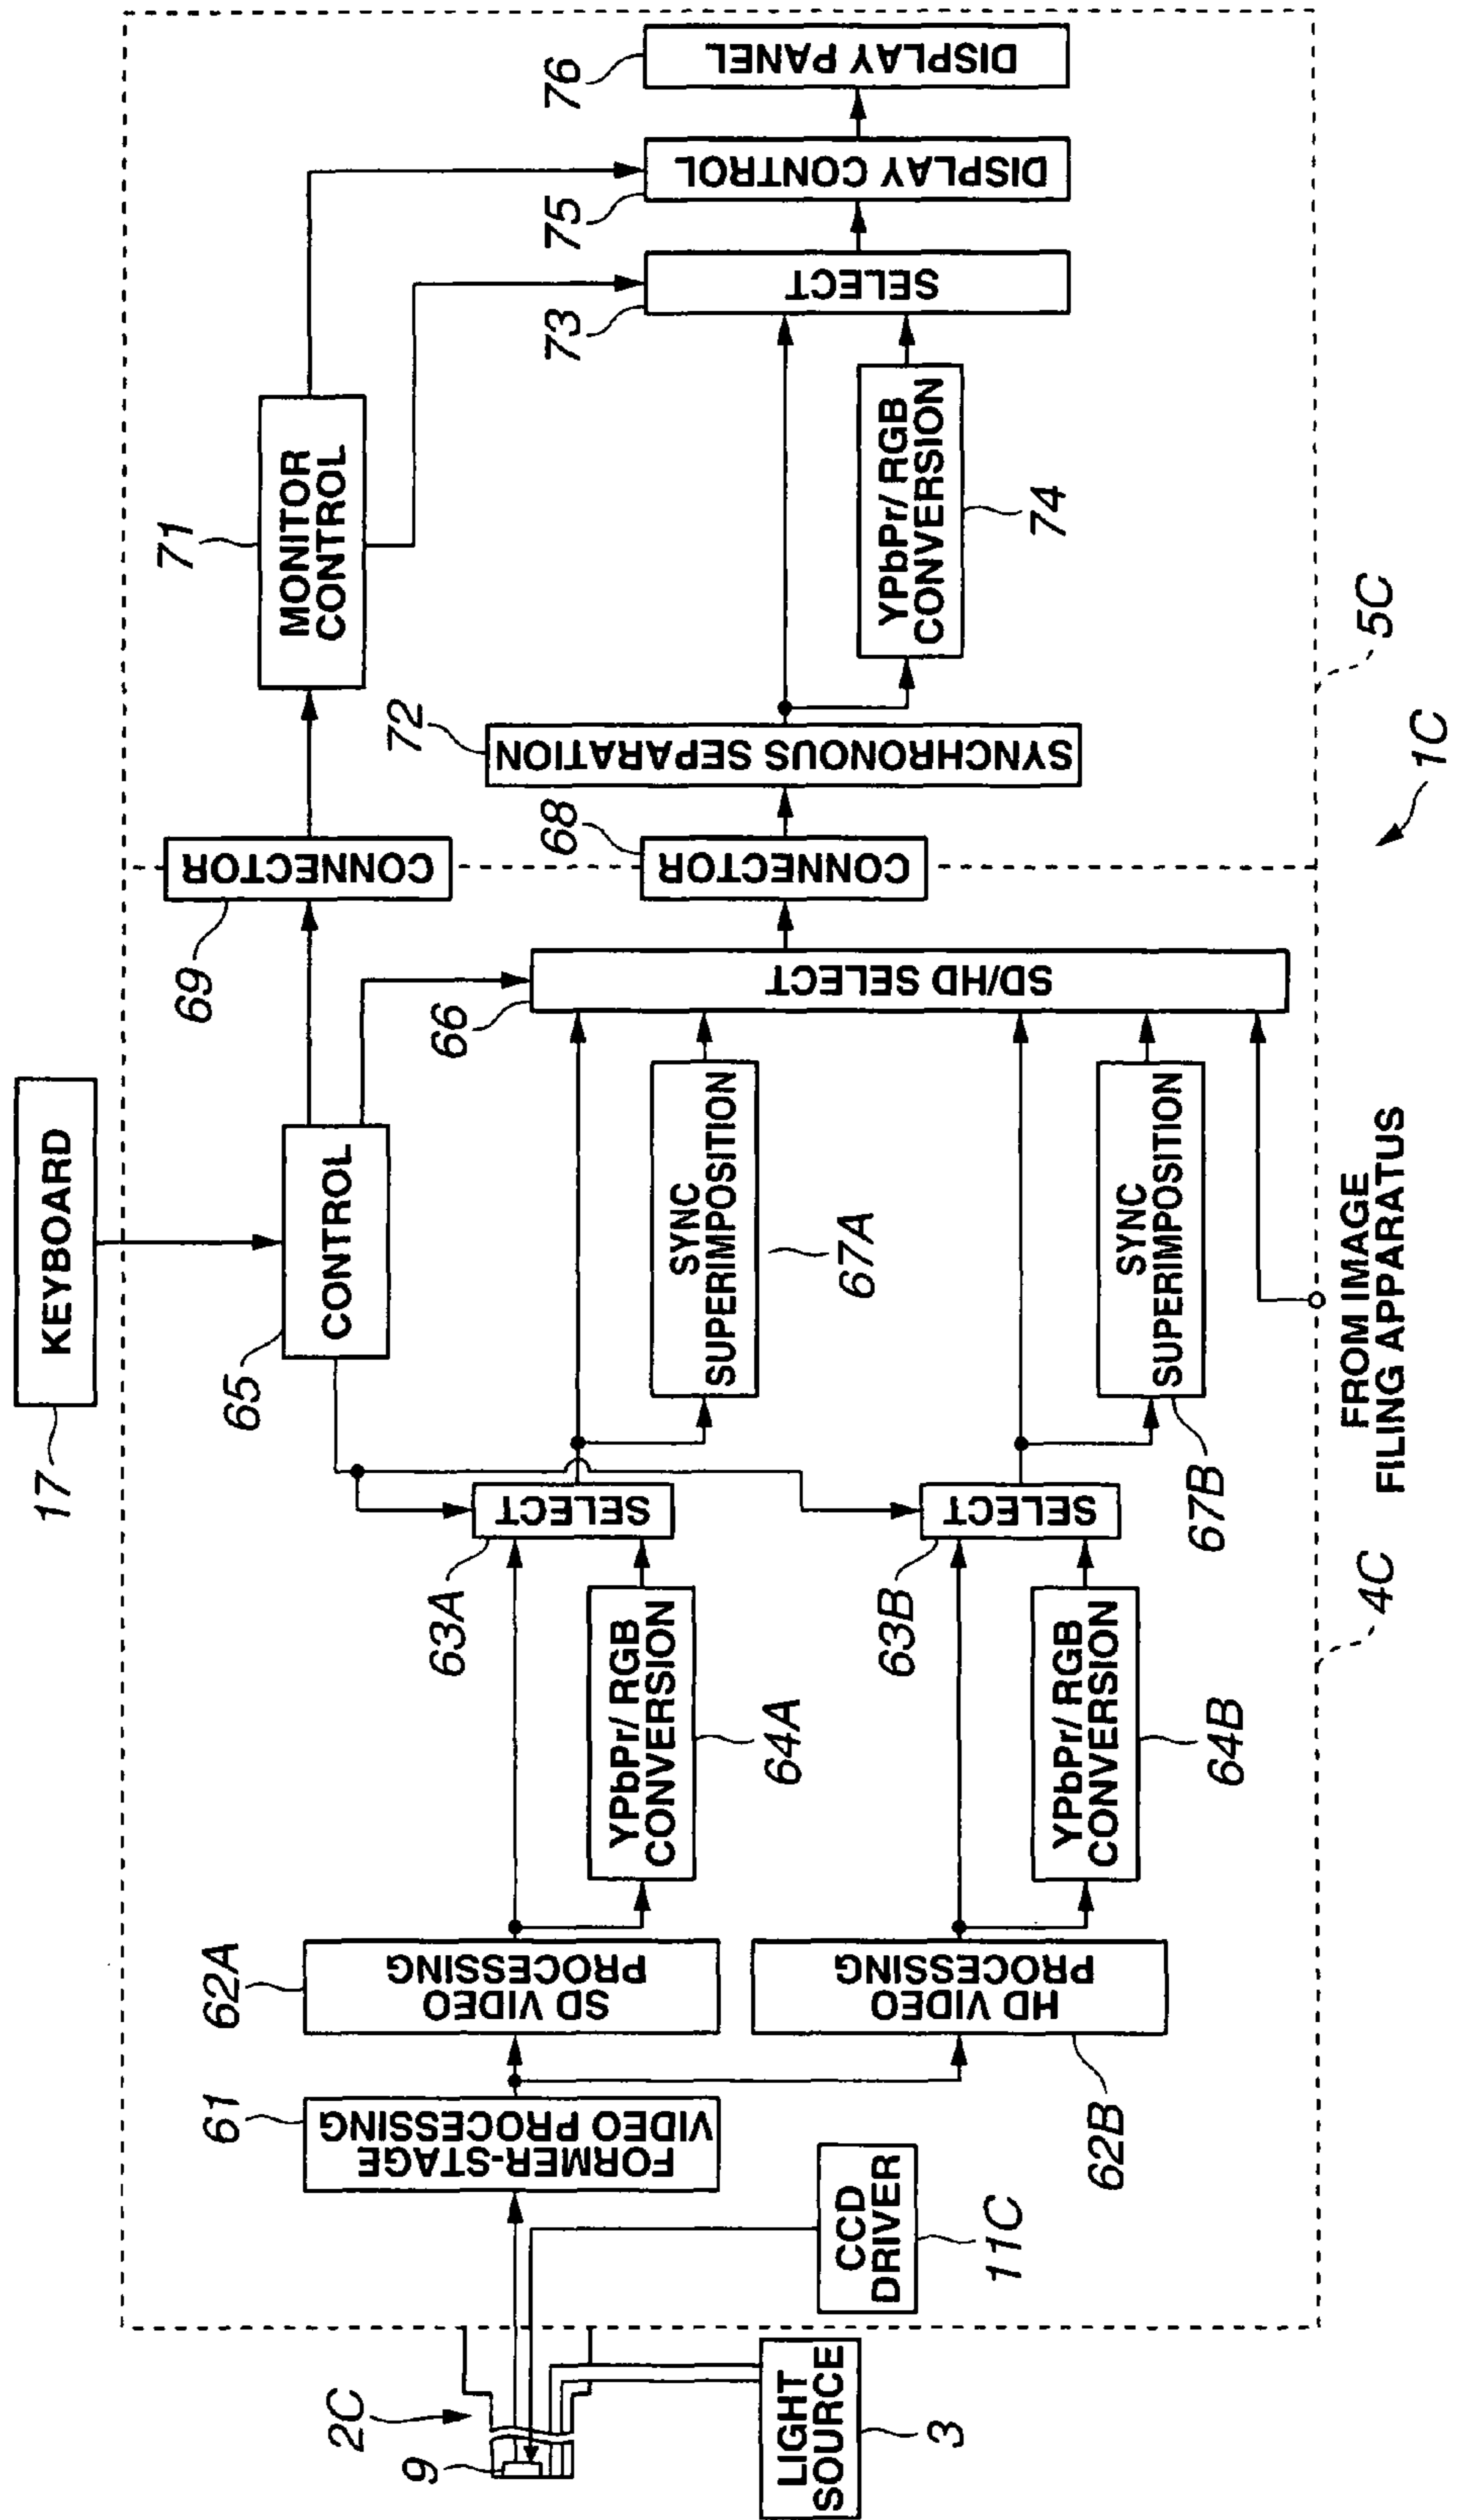 17
KEYBOARD
65
CONTROL
69
CONNECTOR
71
MONITOR
CONTROL
2C
9
LIGHT
SOURCE
3
CCD
DRIVER
11C
61
FORMER-STAGE
VIDEO PROCESSING
62A
SD VIDEO
PROCESSING
62B
HD VIDEO
PROCESSING
YPbPr/RGB
CONVERSION
64A
YPbPr/RGB
CONVERSION
64B
63A
SELECT
63B
SELECT
SYNC
SUPERIMPOSITION
67A
SYNC
SUPERIMPOSITION
67B
66
SD/HD SELECT
68
CONNECTOR
72
SYNCHRONOUS SEPARATION
YPbPr/RGB
CONVERSION
74
73
SELECT
75
DISPLAY CONTROL
76
DISPLAY PANEL
4C
FROM IMAGE
FILING APPARATUS
5C
1C